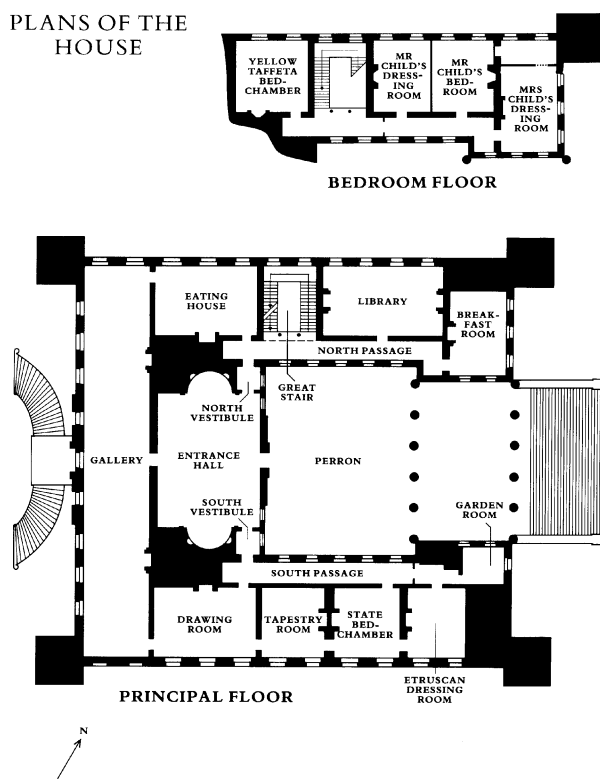 PLANS OF THE
HOUSE
YELLOW
TAFFETA
BED-
CHAMBER
MR
CHILD'S
DRESS-
ING
ROOM
MR
CHILD'S
BED-
ROOM
MRS
CHILD'S
DRESS-
ING
ROOM
BEDROOM FLOOR
EATING
HOUSE
LIBRARY
BREAK-
FAST
ROOM
NORTH PASSAGE
GREAT
STAIR
NORTH
VESTIBULE
GALLERY
ENTRANCE
HALL
PERRON
SOUTH
VESTIBULE
GARDEN
ROOM
SOUTH PASSAGE
DRAWING
ROOM
TAPESTRY
ROOM
STATE
BED-
CHAMBER
ETRUSCAN
DRESSING
ROOM
PRINCIPAL FLOOR
N